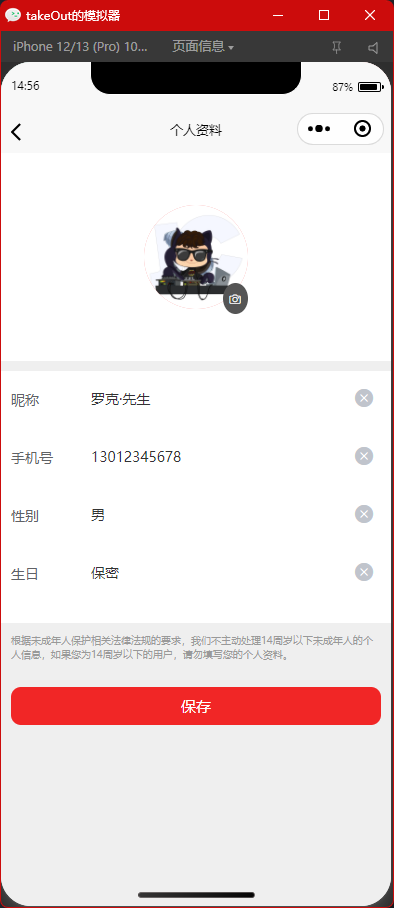 takeOut的模拟器
iPhone 12/13 (Pro) 10... 页面信息
14:56 87%
个人资料
昵称 罗克·先生
手机号 13012345678
性别 男
生日 保密
根据未成年人保护相关法律法规的要求，我们不主动处理14周岁以下未成年人的个
人信息，如果您为14周岁以下的用户，请勿填写您的个人资料。
保存